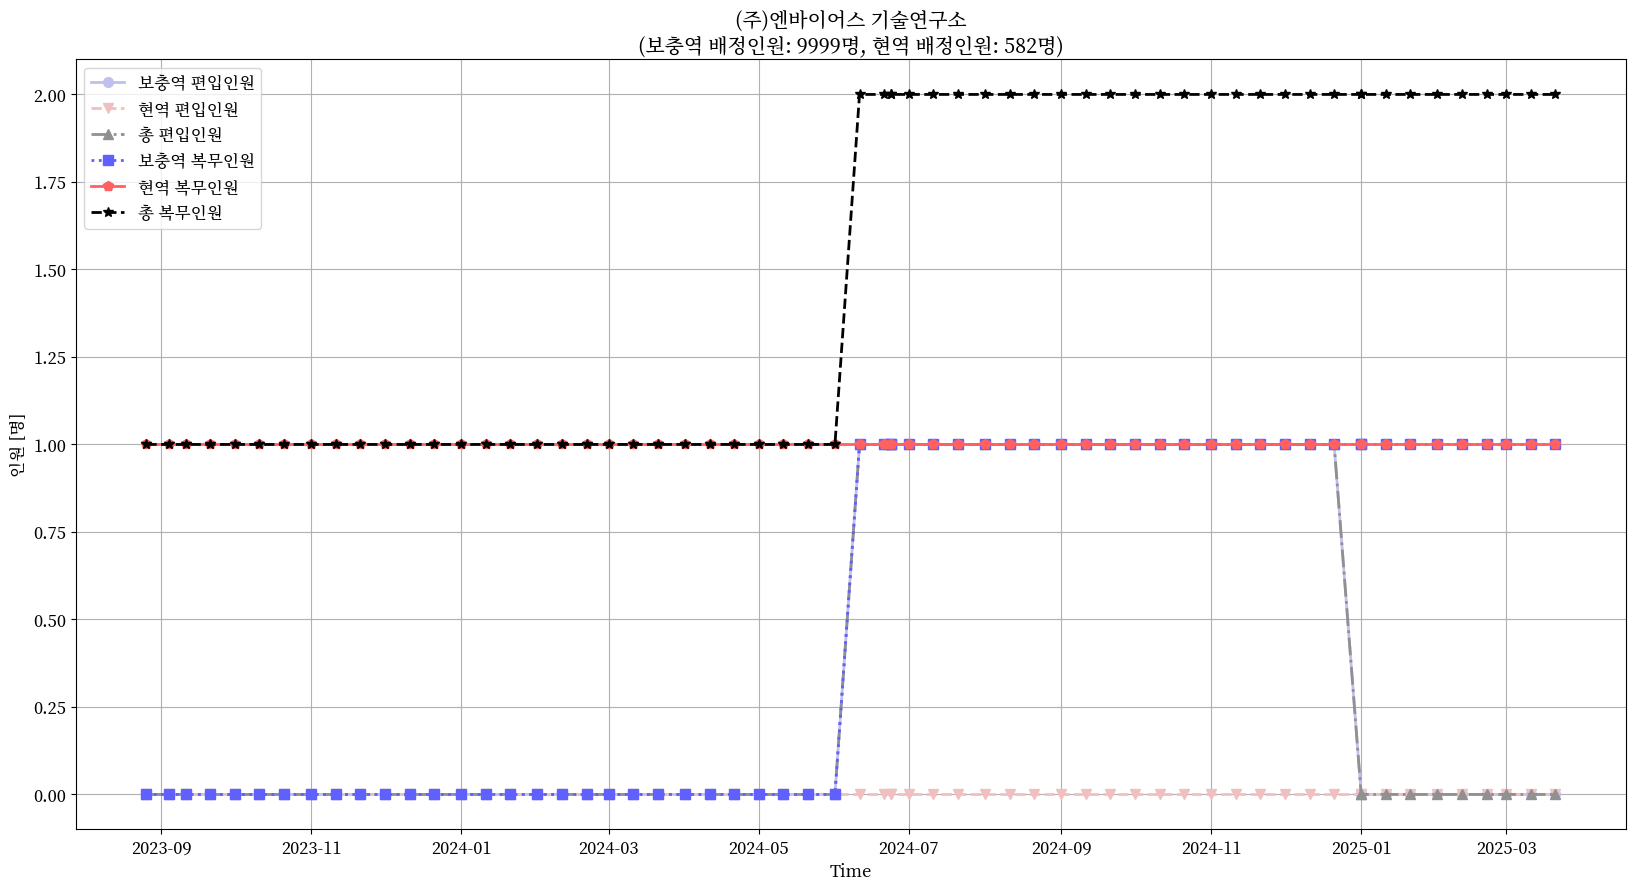 (주)엔바이어스 기술연구소
(보충역 배정인원: 9999명, 현역 배정인원: 582명)
보충역 편입인원
현역 편입인원
총 편입인원
보충역 복무인원
현역 복무인원
총 복무인원
2.00
1.75
1.50
1.25
1.00
0.75
0.50
0.25
0.00
인원 [명]
2023-09 2023-11 2024-01 2024-03 2024-05 2024-07 2024-09 2024-11 2025-01 2025-03
Time